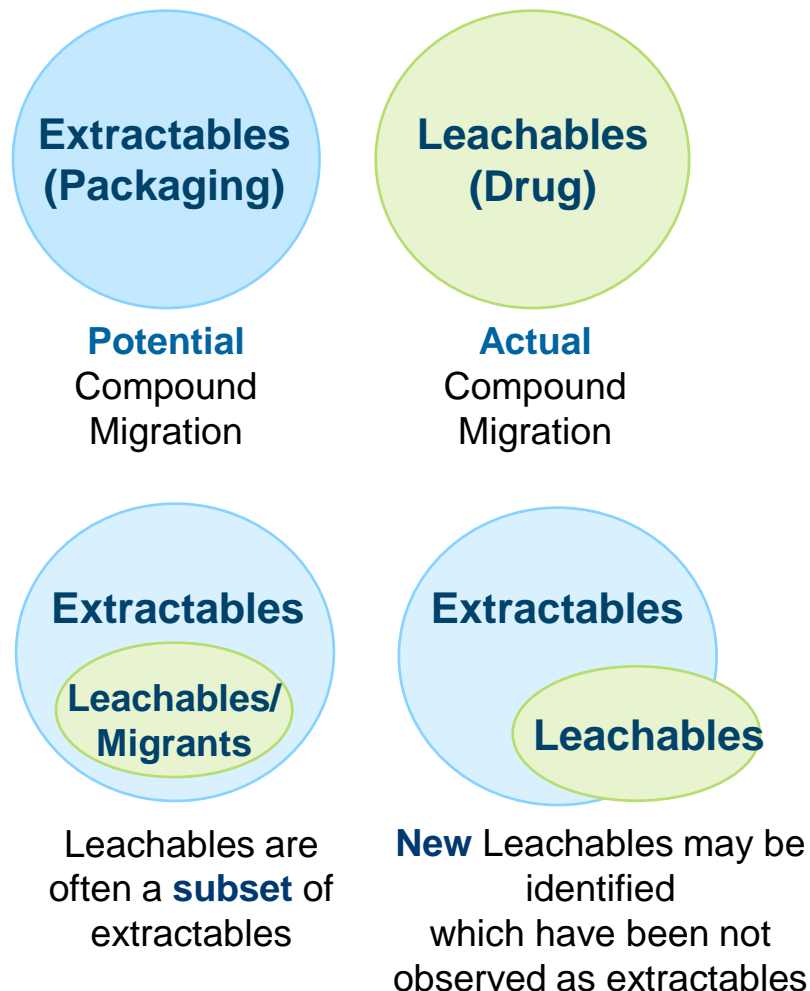 Extractables
(Packaging)
Leachables
(Drug)
Potential
Compound
Migration
Actual
Compound
Migration
Extractables
Leachables/
Migrants
Extractables
Leachables
Leachables are
often a subset of
extractables
New Leachables may be
identified
which have been not
observed as extractables